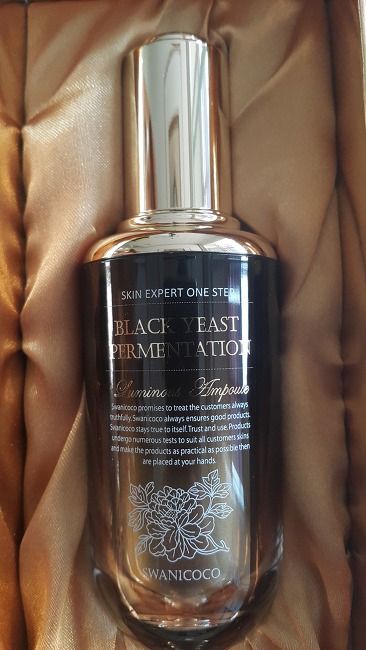 SKIN EXPERT ONE STEP
BLACK YEAST
FERMENTATION
Luminous Ampoule
Swanicoco promises to treat the customers always
truthfully. Swanicoco always ensures good products.
Swanicoco stays true to itself. Trust and use. Products
undergo numerous tests to suit all customers skins
and make the products as practical as possible then
are placed at your hands.
SWANICOCO